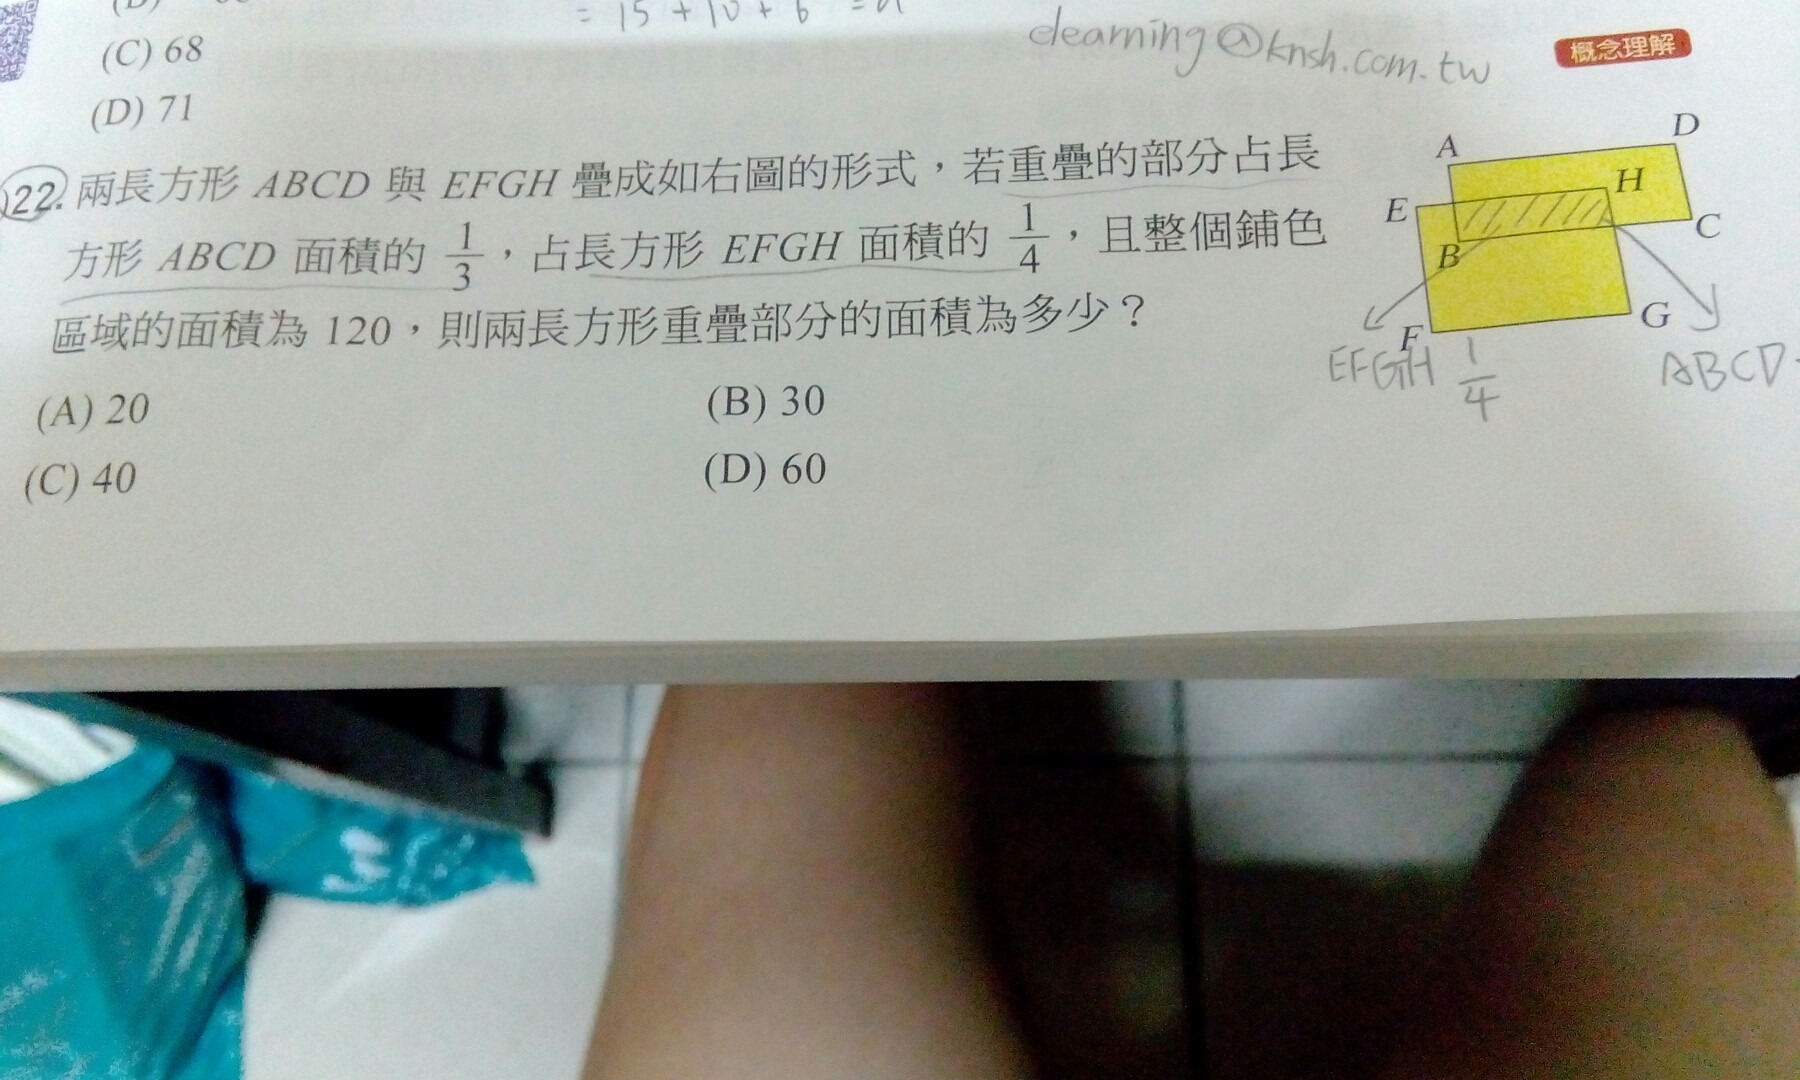 = 15 + 10 + 6
elearning@knsh.com.tw
概念理解
(C) 68
(D) 71
22. 兩長方形 ABCD 與 EFGH 疊成如右圖的形式，若重疊的部分占長
方形 ABCD 面積的 1/3，占長方形 EFGH 面積的 1/4，且整個鋪色
區域的面積為 120，則兩長方形重疊部分的面積為多少？
(A) 20
(B) 30
(C) 40
(D) 60
A
D
H
E
C
B
G
F
EFGH 1/4
ABCD